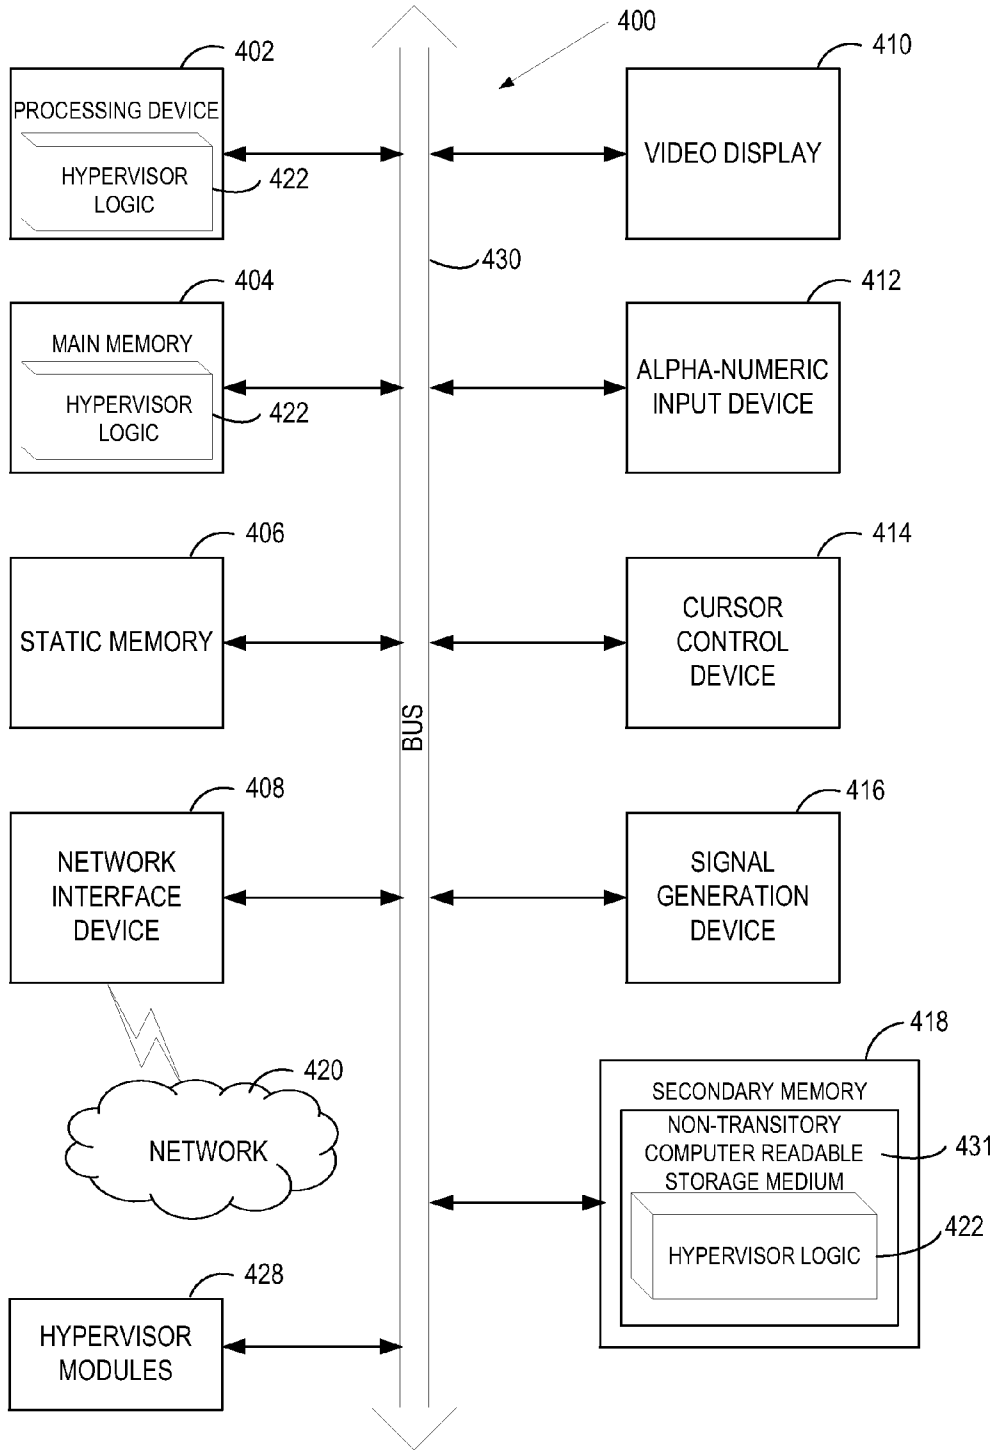 400
402
PROCESSING DEVICE
HYPERVISOR
LOGIC
422
410
VIDEO DISPLAY
430
404
MAIN MEMORY
HYPERVISOR
LOGIC
422
412
ALPHA-NUMERIC
INPUT DEVICE
406
STATIC MEMORY
414
CURSOR
CONTROL
DEVICE
BUS
408
NETWORK
INTERFACE
DEVICE
416
SIGNAL
GENERATION
DEVICE
420
NETWORK
418
SECONDARY MEMORY
NON-TRANSITORY
COMPUTER READABLE
STORAGE MEDIUM
431
HYPERVISOR LOGIC
422
428
HYPERVISOR
MODULES